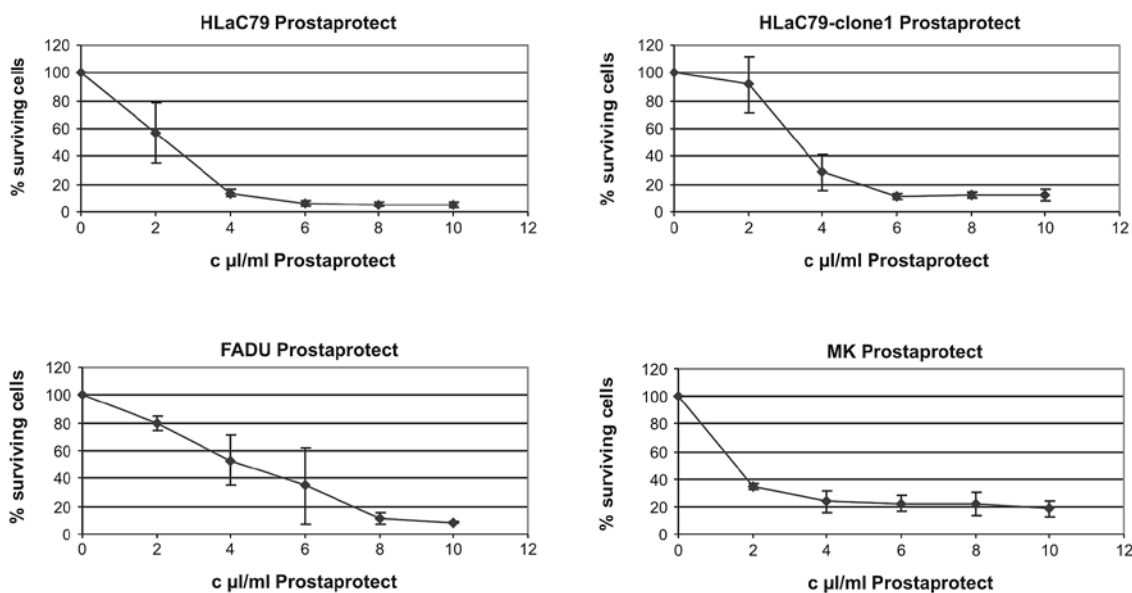 HLaC79 Prostaprotect
120
100
80
60
40
20
0
% surviving cells
0 2 4 6 8 10 12
c µl/ml Prostaprotect
HLaC79-clone1 Prostaprotect
120
100
80
60
40
20
0
% surviving cells
0 2 4 6 8 10 12
c µl/ml Prostaprotect
FADU Prostaprotect
120
100
80
60
40
20
0
% surviving cells
0 2 4 6 8 10 12
c µl/ml Prostaprotect
MK Prostaprotect
120
100
80
60
40
20
0
% surviving cells
0 2 4 6 8 10 12
c µl/ml Prostaprotect